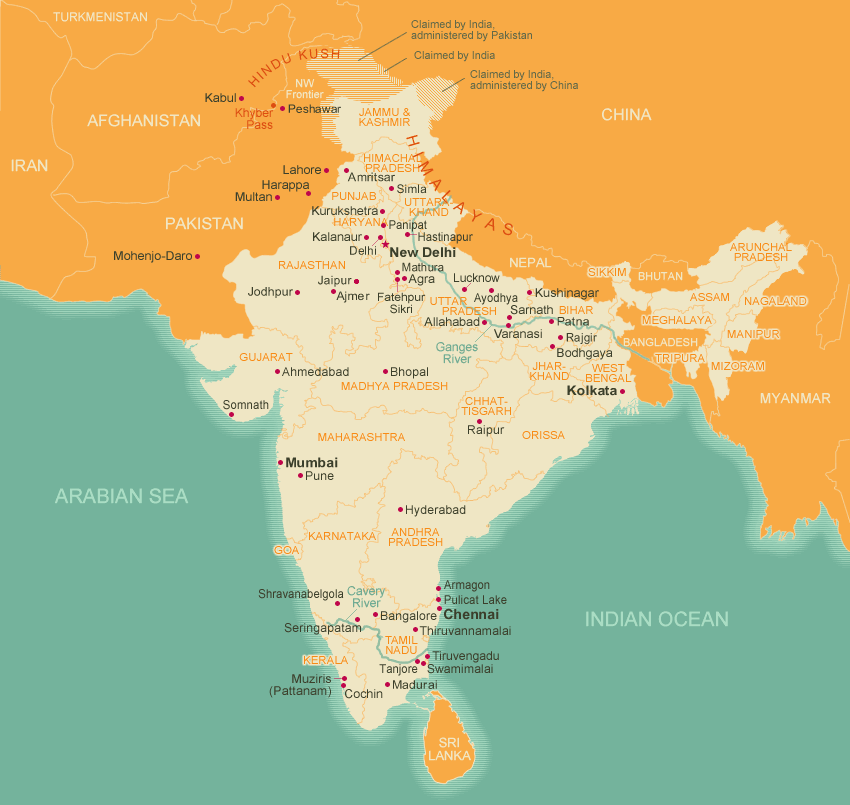 TURKMENISTAN
Claimed by India,
administered by Pakistan
Claimed by India
Claimed by India,
administered by China
HINDU KUSH
NW
Frontier
Kabul
Khyber
Pass
Peshawar
AFGHANISTAN
JAMMU &
KASHMIR
CHINA
IRAN
HIMALAYAS
HIMACHAL
PRADESH
Lahore
Amritsar
Harappa
Multan
Simla
PUNJAB
UTTAR-
KHAND
Kurukshetra
HARYANA
Panipat
PAKISTAN
Kalanaur
Hastinapur
Delhi
New Delhi
Mohenjo-Daro
RAJASTHAN
NEPAL
SIKKIM
BHUTAN
ARUNCHAL
PRADESH
Mathura
Agra
Jaipur
Jodhpur
Ajmer
Fatehpur
Sikri
Lucknow
Ayodhya
Kushinagar
UTTAR
PRADESH
Sarnath
BIHAR
ASSAM
NAGALAND
Allahabad
Varanasi
Patna
MEGHALAYA
MANIPUR
Ganges
River
Rajgir
Bodhgaya
BANGLADESH
TRIPURA
MIZORAM
GUJARAT
Ahmedabad
Bhopal
MADHYA PRADESH
JHAR-
KHAND
WEST
BENGAL
Kolkata
MYANMAR
Somnath
CHHAT-
TISGARH
Raipur
ORISSA
MAHARASHTRA
Mumbai
Pune
ARABIAN SEA
Hyderabad
KARNATAKA
ANDHRA
PRADESH
GOA
Armagon
Shravanabelgola
Cavery
River
Pulicat Lake
Chennai
Bangalore
Seringapatam
Thiruvannamalai
INDIAN OCEAN
TAMIL
NADU
KERALA
Tiruvengadu
Tanjore
Swamimalai
Muziris
(Pattanam)
Cochin
Madurai
SRI
LANKA